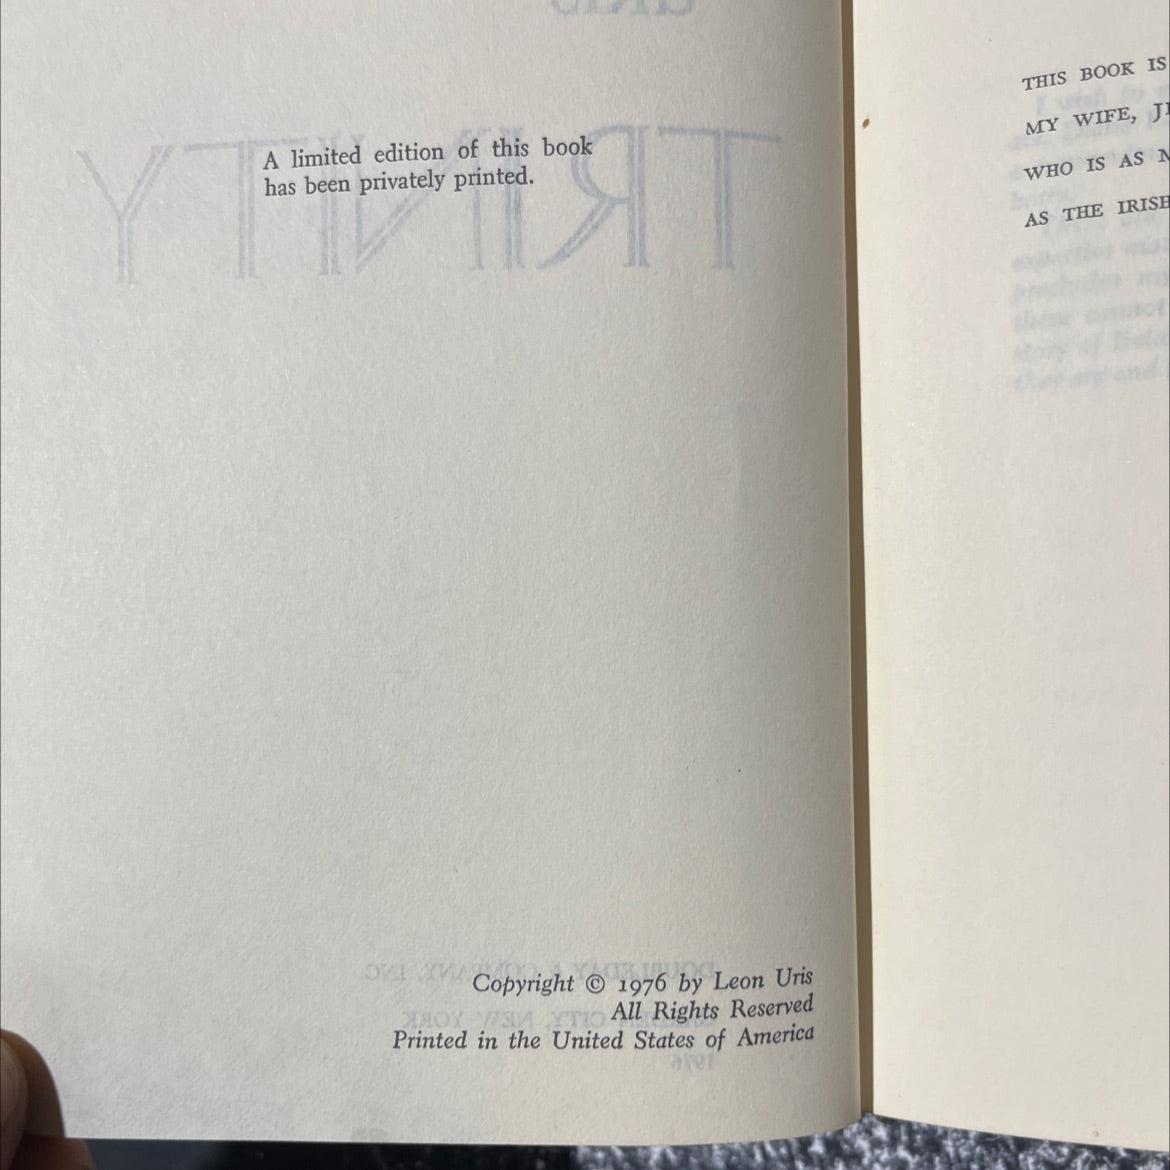 A limited edition of this book
has been privately printed.
Copyright © 1976 by Leon Uris
All Rights Reserved
Printed in the United States of America
THIS BOOK IS
MY WIFE,
WHO IS AS
AS THE IRISH
TRINITY